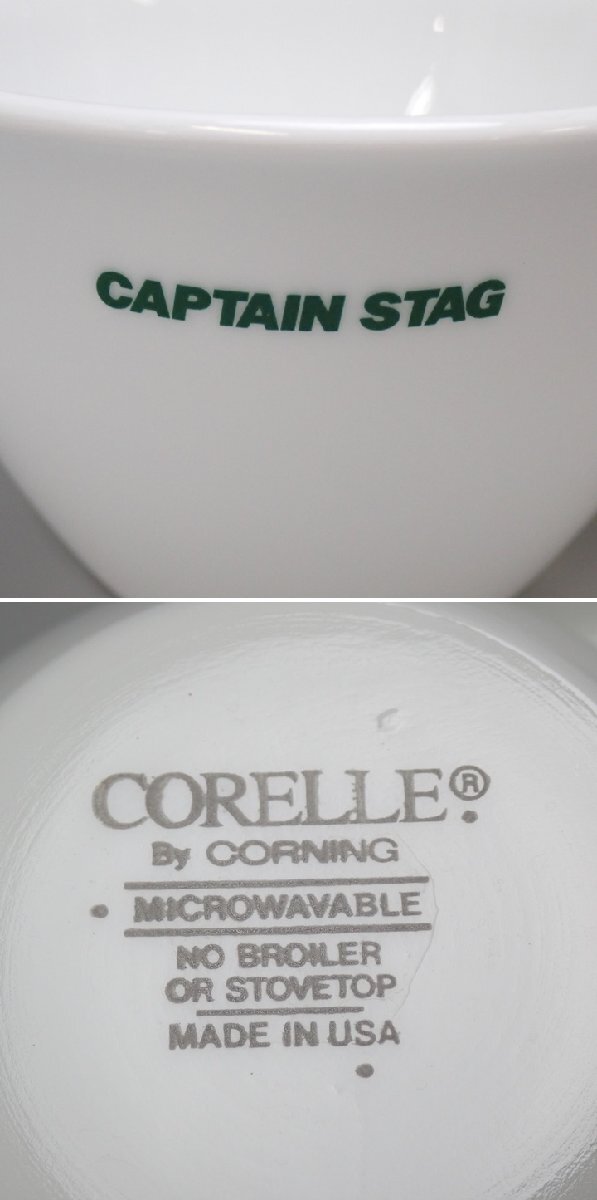 CAPTAIN STAG
CORELLE®
By CORNING
MICROWAVABLE
NO BROILER
OR STOVETOP
MADE IN USA